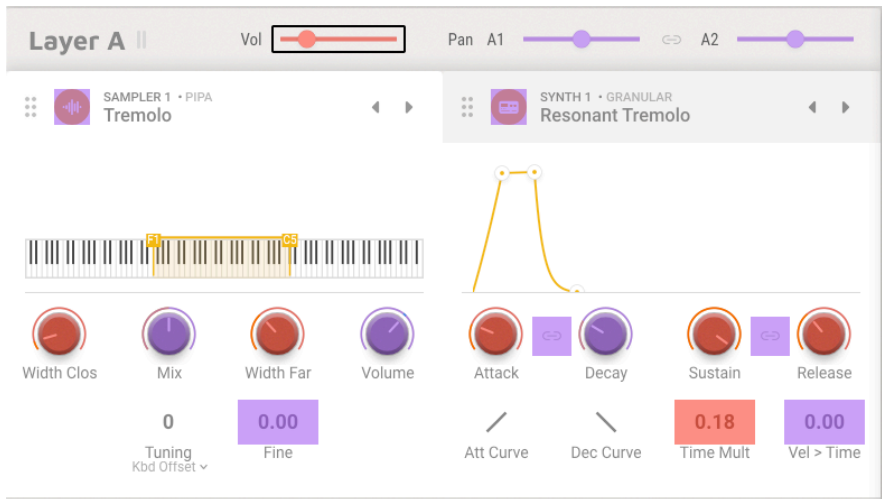 Layer A
Vol
Pan A1
A2
SAMPLER 1 • PIPA
Tremolo
SYNTH 1 • GRANULAR
Resonant Tremolo
F1
C5
Width Clos
Mix
Width Far
Volume
Attack
Decay
Sustain
Release
0
0.00
0.18
0.00
Tuning
Fine
Att Curve
Dec Curve
Time Mult
Vel > Time
Kbd Offset